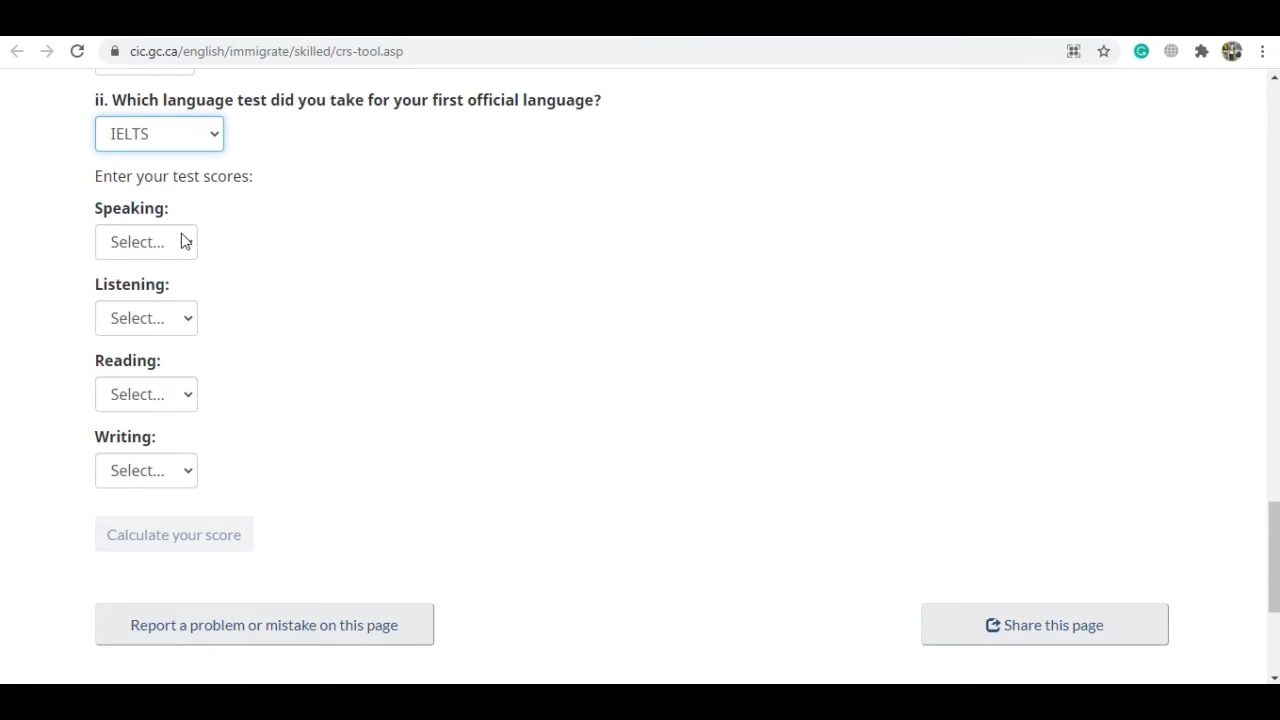 cic.gc.ca/english/immigrate/skilled/crs-tool.asp
ii. Which language test did you take for your first official language?
IELTS
Enter your test scores:
Speaking:
Select...
Listening:
Select...
Reading:
Select...
Writing:
Select...
Calculate your score
Report a problem or mistake on this page
Share this page